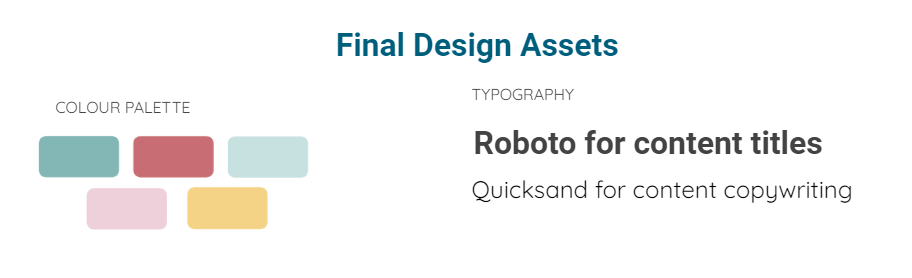 Final Design Assets
COLOUR PALETTE
TYPOGRAPHY
Roboto for content titles
Quicksand for content copywriting